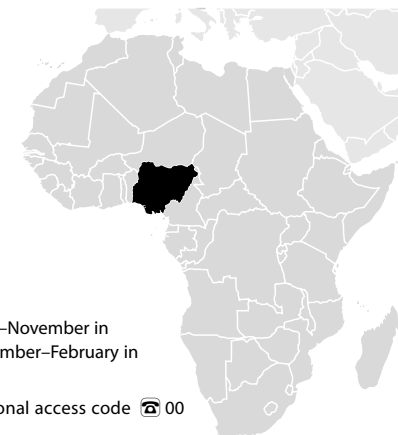 –November in
mber–February in
onal access code ☎ 00